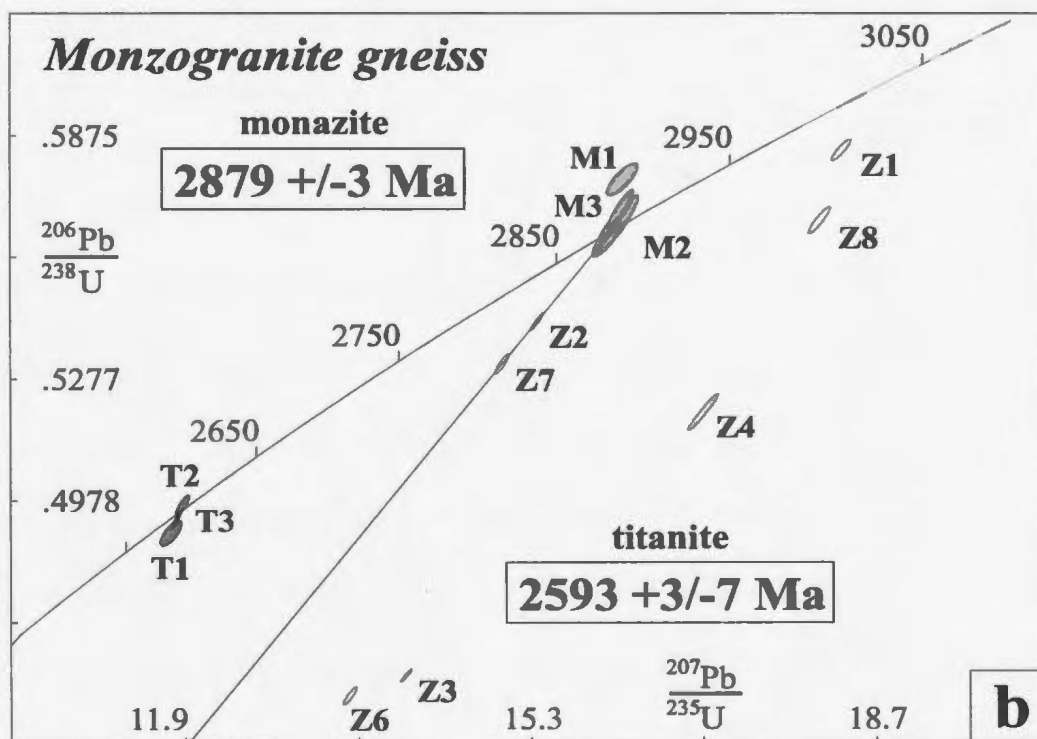 Monzogranite gneiss
3050
monazite
.5875
2950
2879 +/-3 Ma
M1
Z1
M3
206Pb
238U
2850
M2
Z8
2750
Z2
.5277
Z7
2650
Z4
T2
.4978
T3
T1
titanite
2593 +3/-7 Ma
Z3
207Pb
235U
Z6
11.9
15.3
18.7
b